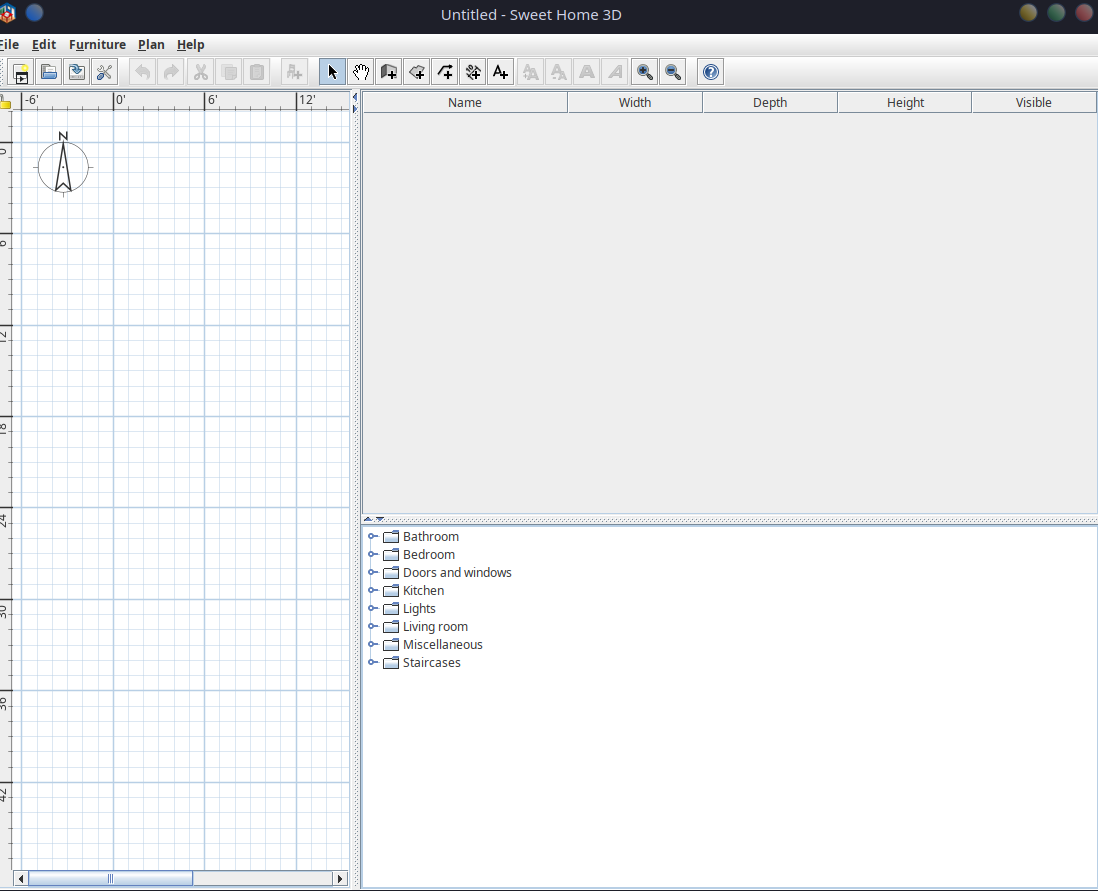 Untitled - Sweet Home 3D
File Edit Furniture Plan Help
-6' 0' 6' 12'
Name Width Depth Height Visible
N
0
6
12
18
24
30
36
42
Bathroom
Bedroom
Doors and windows
Kitchen
Lights
Living room
Miscellaneous
Staircases